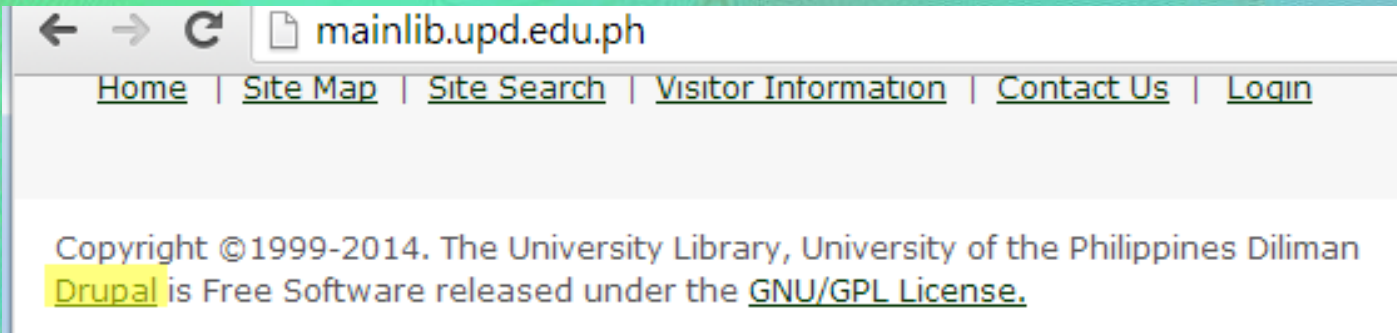 mainlib.upd.edu.ph
Home | Site Map | Site Search | Visitor Information | Contact Us | Login
Copyright ©1999-2014. The University Library, University of the Philippines Diliman
Drupal is Free Software released under the GNU/GPL License.